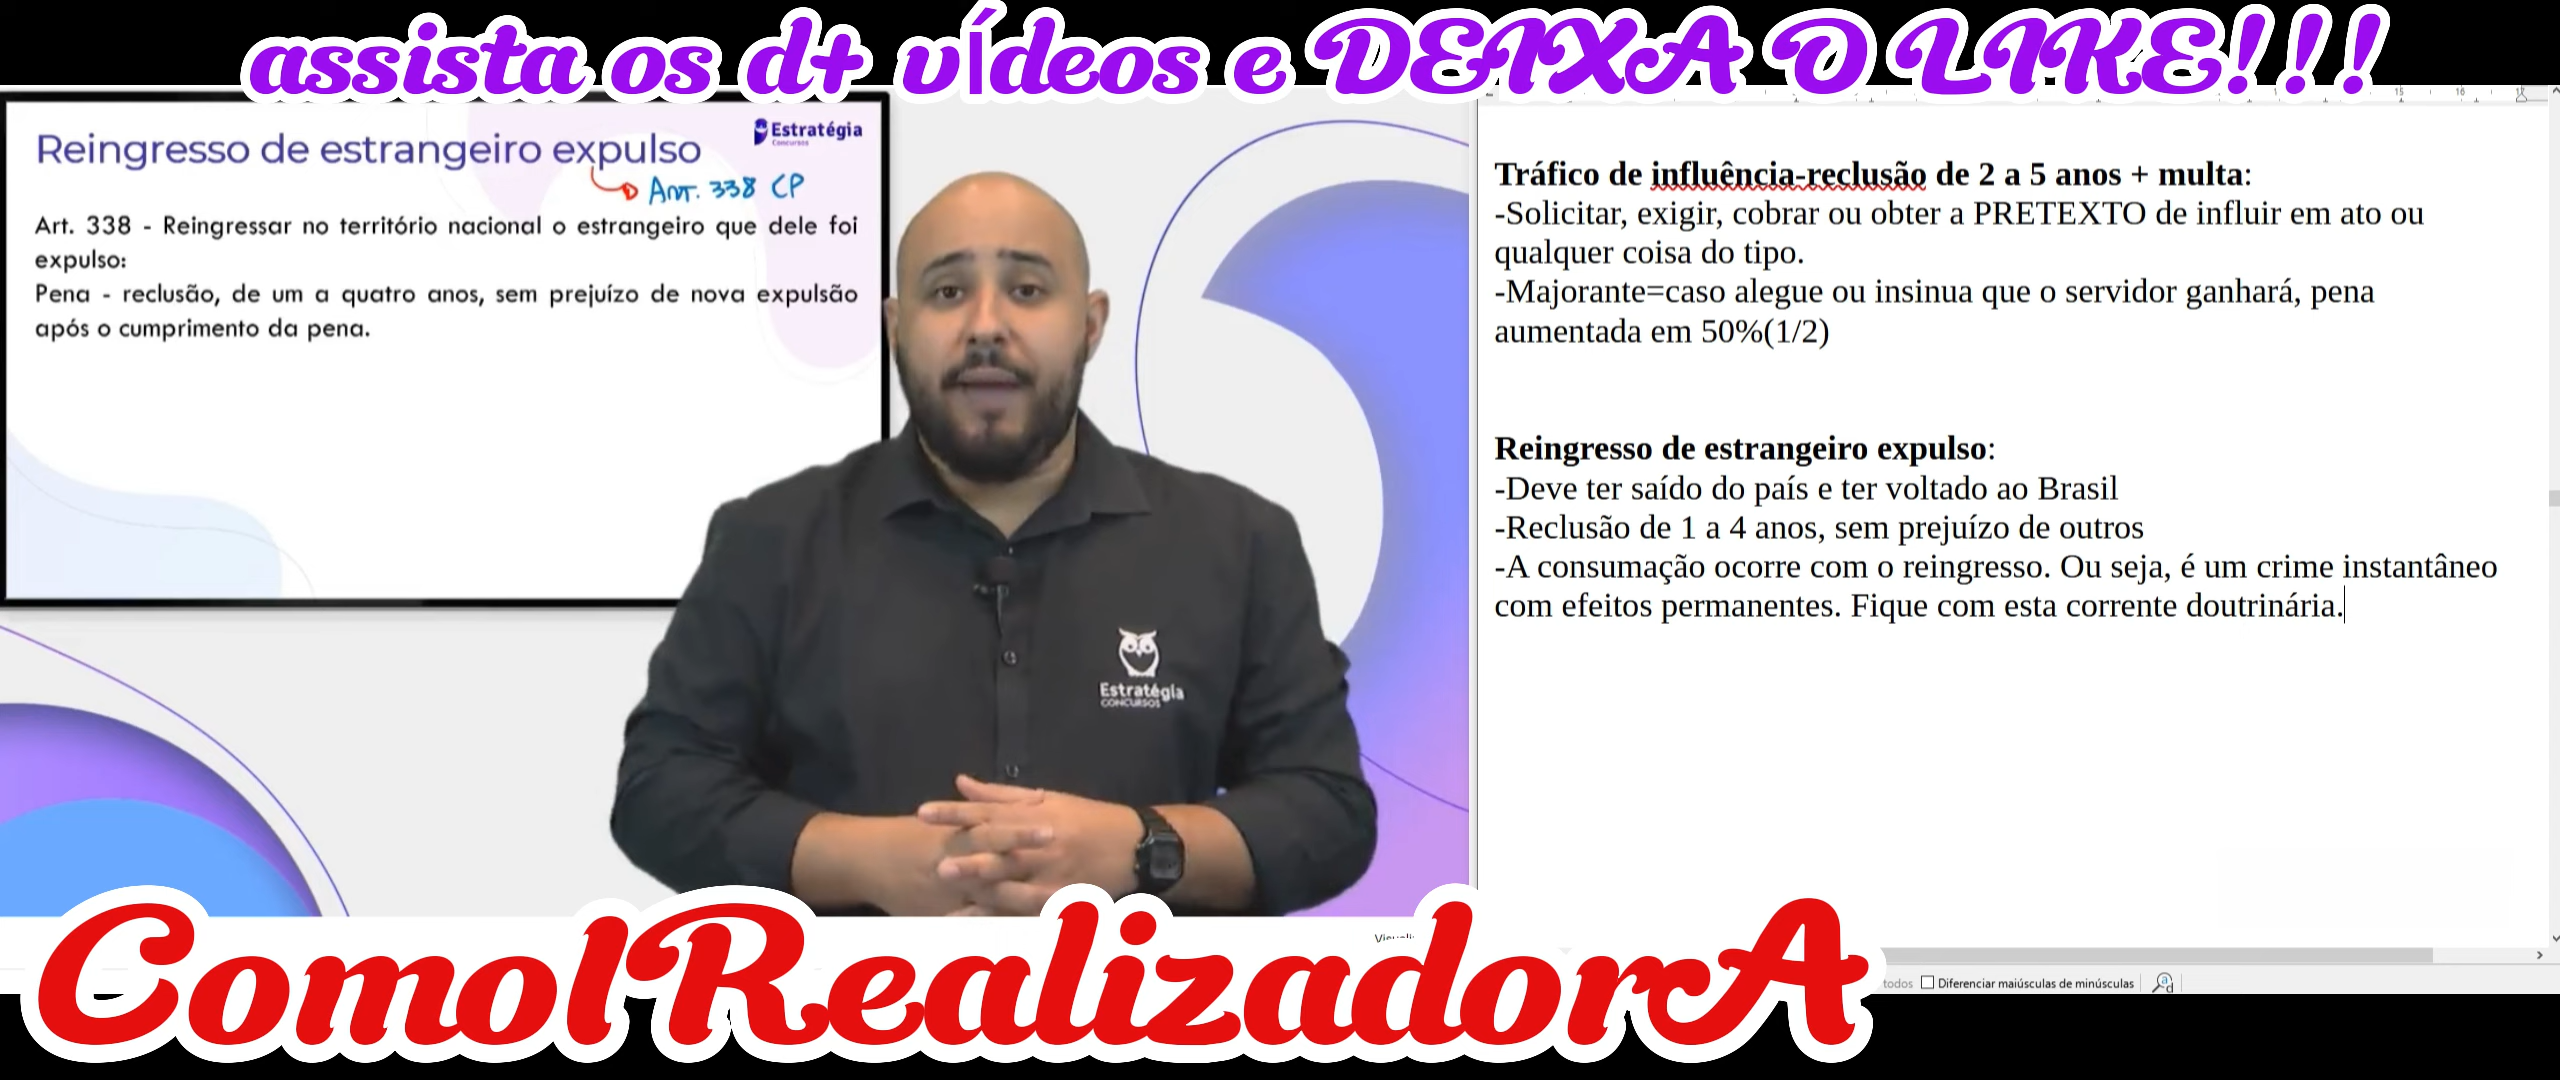 assista os d+ vídeos e DEIXA O LIKE!!!
Reingresso de estrangeiro expulso
Estratégia
Concursos
Art. 338 CP
Art. 338 - Reingressar no território nacional o estrangeiro que dele foi
expulso:
Pena - reclusão, de um a quatro anos, sem prejuízo de nova expulsão
após o cumprimento da pena.
Estratégia
CONCURSOS
15 16 17
Tráfico de influência-reclusão de 2 a 5 anos + multa:
-Solicitar, exigir, cobrar ou obter a PRETEXTO de influir em ato ou
qualquer coisa do tipo.
-Majorante=caso alegue ou insinua que o servidor ganhará, pena
aumentada em 50%(1/2)
Reingresso de estrangeiro expulso:
-Deve ter saído do país e ter voltado ao Brasil
-Reclusão de 1 a 4 anos, sem prejuízo de outros
-A consumação ocorre com o reingresso. Ou seja, é um crime instantâneo
com efeitos permanentes. Fique com esta corrente doutrinária.
todos Diferenciar maiúsculas de minúsculas
ComoIRealizadorA